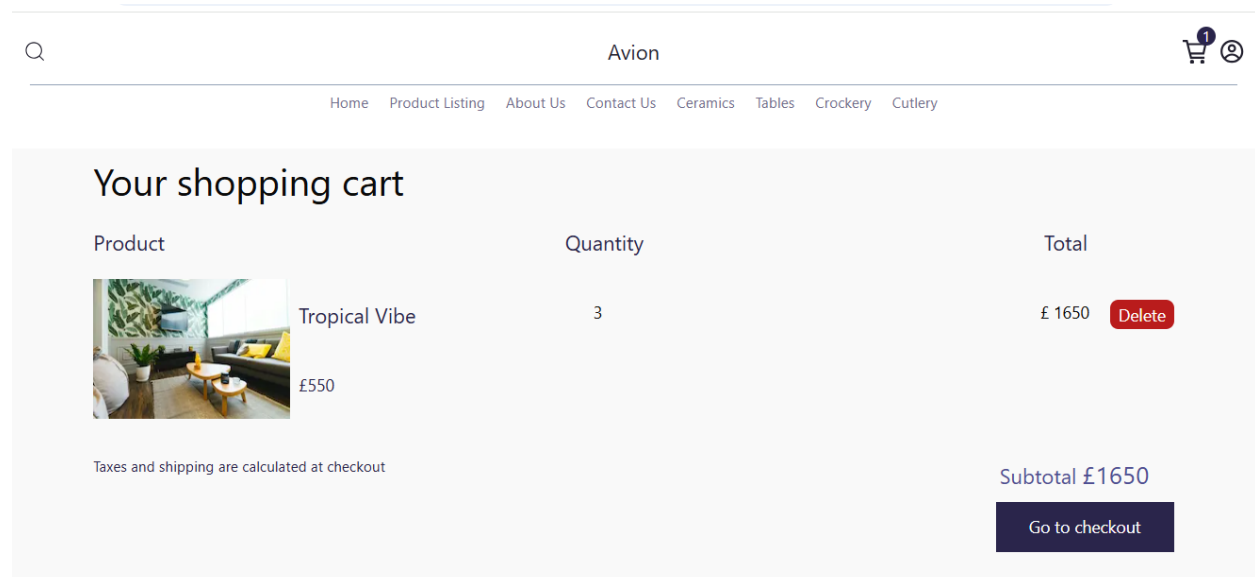 Avion
1
Home Product Listing About Us Contact Us Ceramics Tables Crockery Cutlery
Your shopping cart
Product Quantity Total
Tropical Vibe 3 £ 1650 Delete
£550
Taxes and shipping are calculated at checkout
Subtotal £1650
Go to checkout